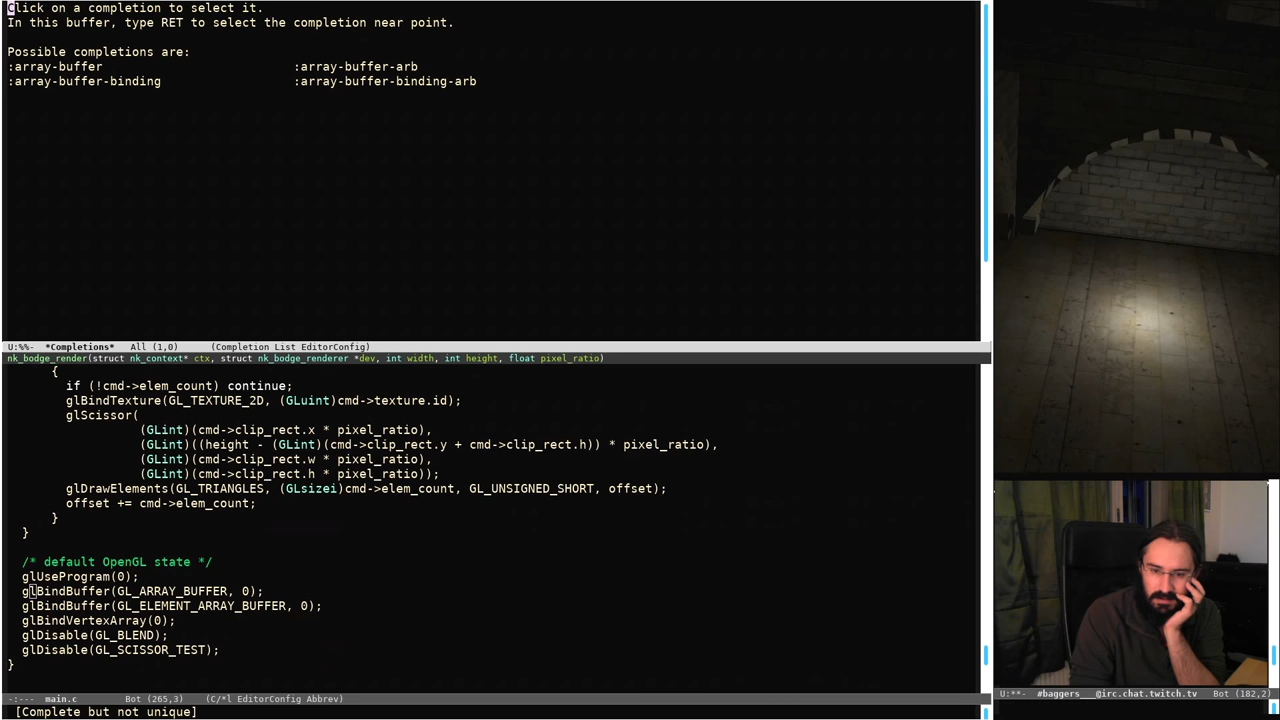 Click on a completion to select it.
In this buffer, type RET to select the completion near point.
Possible completions are:
:array-buffer :array-buffer-arb
:array-buffer-binding :array-buffer-binding-arb
U:%%- *Completions* All (1,0) (Completion List EditorConfig)
nk_bodge_render(struct nk_context* ctx, struct nk_bodge_renderer *dev, int width, int height, float pixel_ratio)
{
if (!cmd->elem_count) continue;
glBindTexture(GL_TEXTURE_2D, (GLuint)cmd->texture.id);
glScissor(
(GLint)(cmd->clip_rect.x * pixel_ratio),
(GLint)((height - (GLint)(cmd->clip_rect.y + cmd->clip_rect.h)) * pixel_ratio),
(GLint)(cmd->clip_rect.w * pixel_ratio),
(GLint)(cmd->clip_rect.h * pixel_ratio));
glDrawElements(GL_TRIANGLES, (GLsizei)cmd->elem_count, GL_UNSIGNED_SHORT, offset);
offset += cmd->elem_count;
}
}
/* default OpenGL state */
glUseProgram(0);
glBindBuffer(GL_ARRAY_BUFFER, 0);
glBindBuffer(GL_ELEMENT_ARRAY_BUFFER, 0);
glBindVertexArray(0);
glDisable(GL_BLEND);
glDisable(GL_SCISSOR_TEST);
}
-:--- main.c Bot (265,3) (C/*l EditorConfig Abbrev)
[Complete but not unique]
U:**- #baggers___@irc.chat.twitch.tv Bot (182,2)